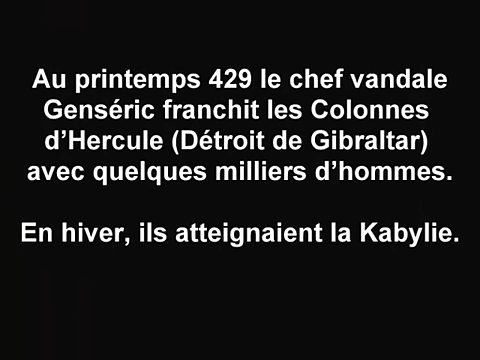 Au printemps 429 le chef vandale
Genséric franchit les Colonnes
d’Hercule (Détroit de Gibraltar)
avec quelques milliers d’hommes.
En hiver, ils atteignaient la Kabylie.